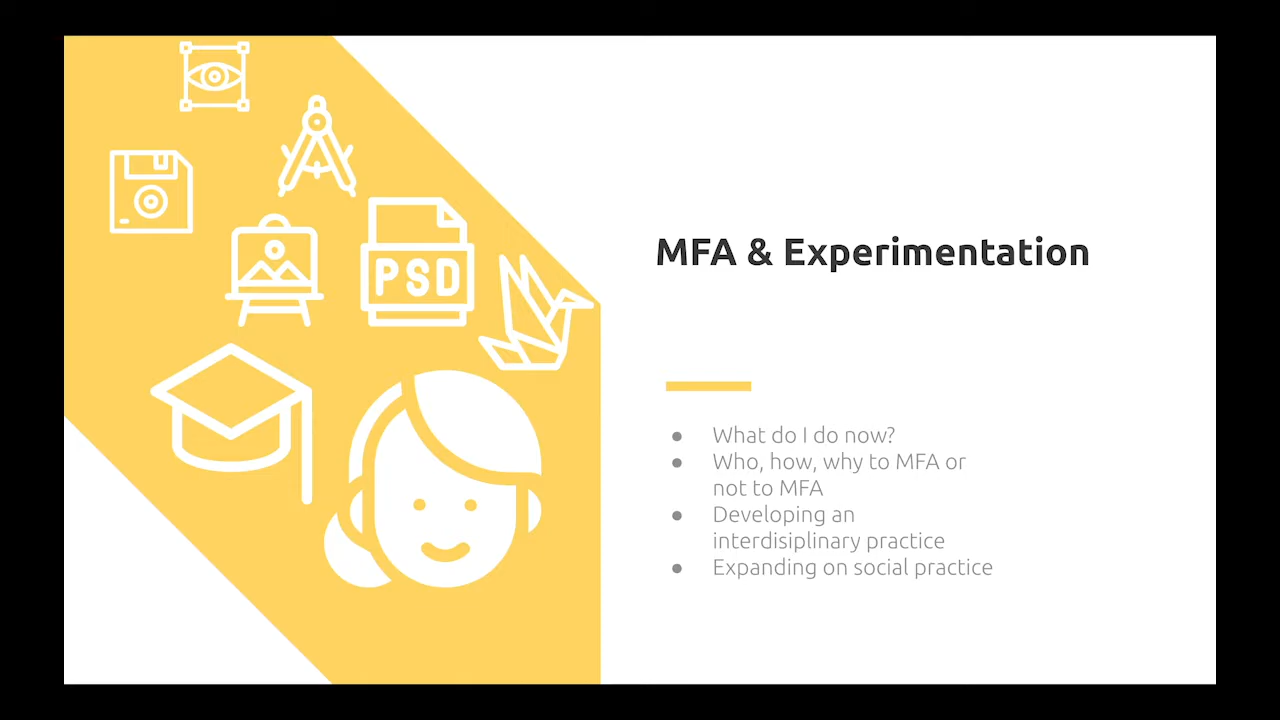 PSD
MFA & Experimentation
● What do I do now?
● Who, how, why to MFA or
not to MFA
● Developing an
interdisiplinary practice
● Expanding on social practice